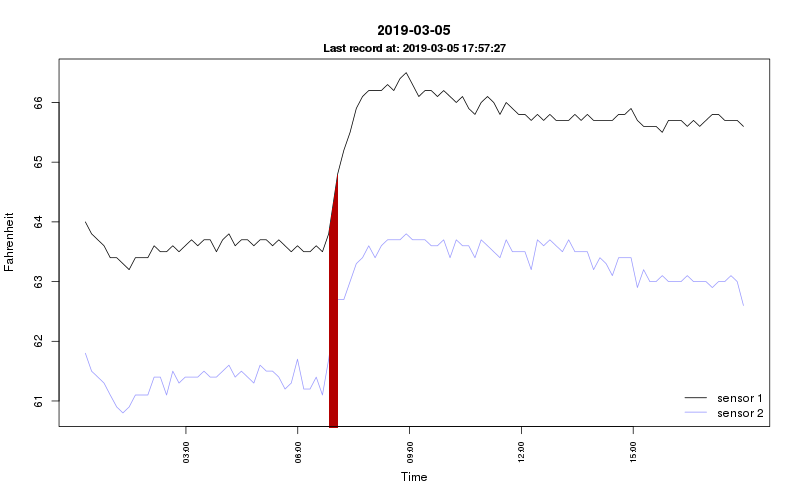 2019-03-05
Last record at: 2019-03-05 17:57:27
Fahrenheit
66
65
64
63
62
61
03:00
06:00
09:00
12:00
15:00
Time
sensor 1
sensor 2